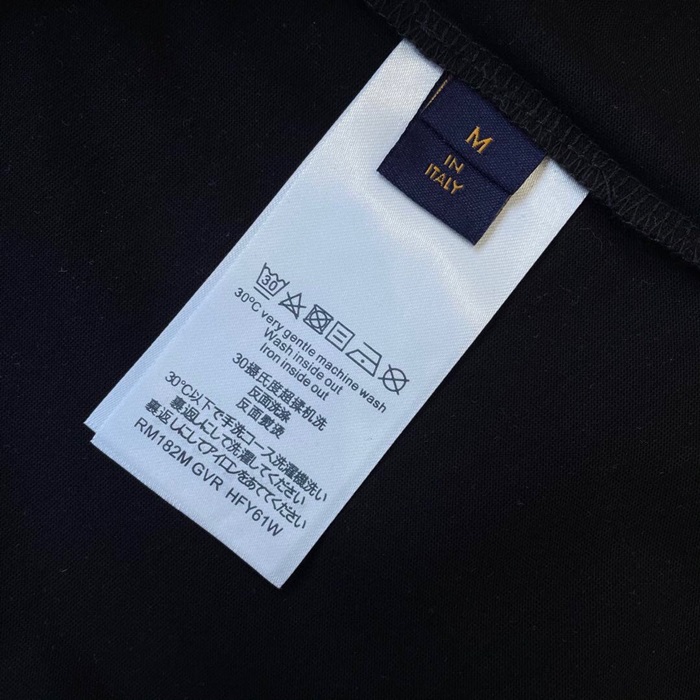 M
IN
ITALY
30
30°C very gentle machine wash
Wash inside out
Iron inside out
30摄氏度超揉机洗
反面洗涤
反面熨烫
30℃以下で手洗コース洗濯機洗い
裏返しにして洗濯してください
裏返しにしてアイロンをあててください
RM182M GVR HFY61W